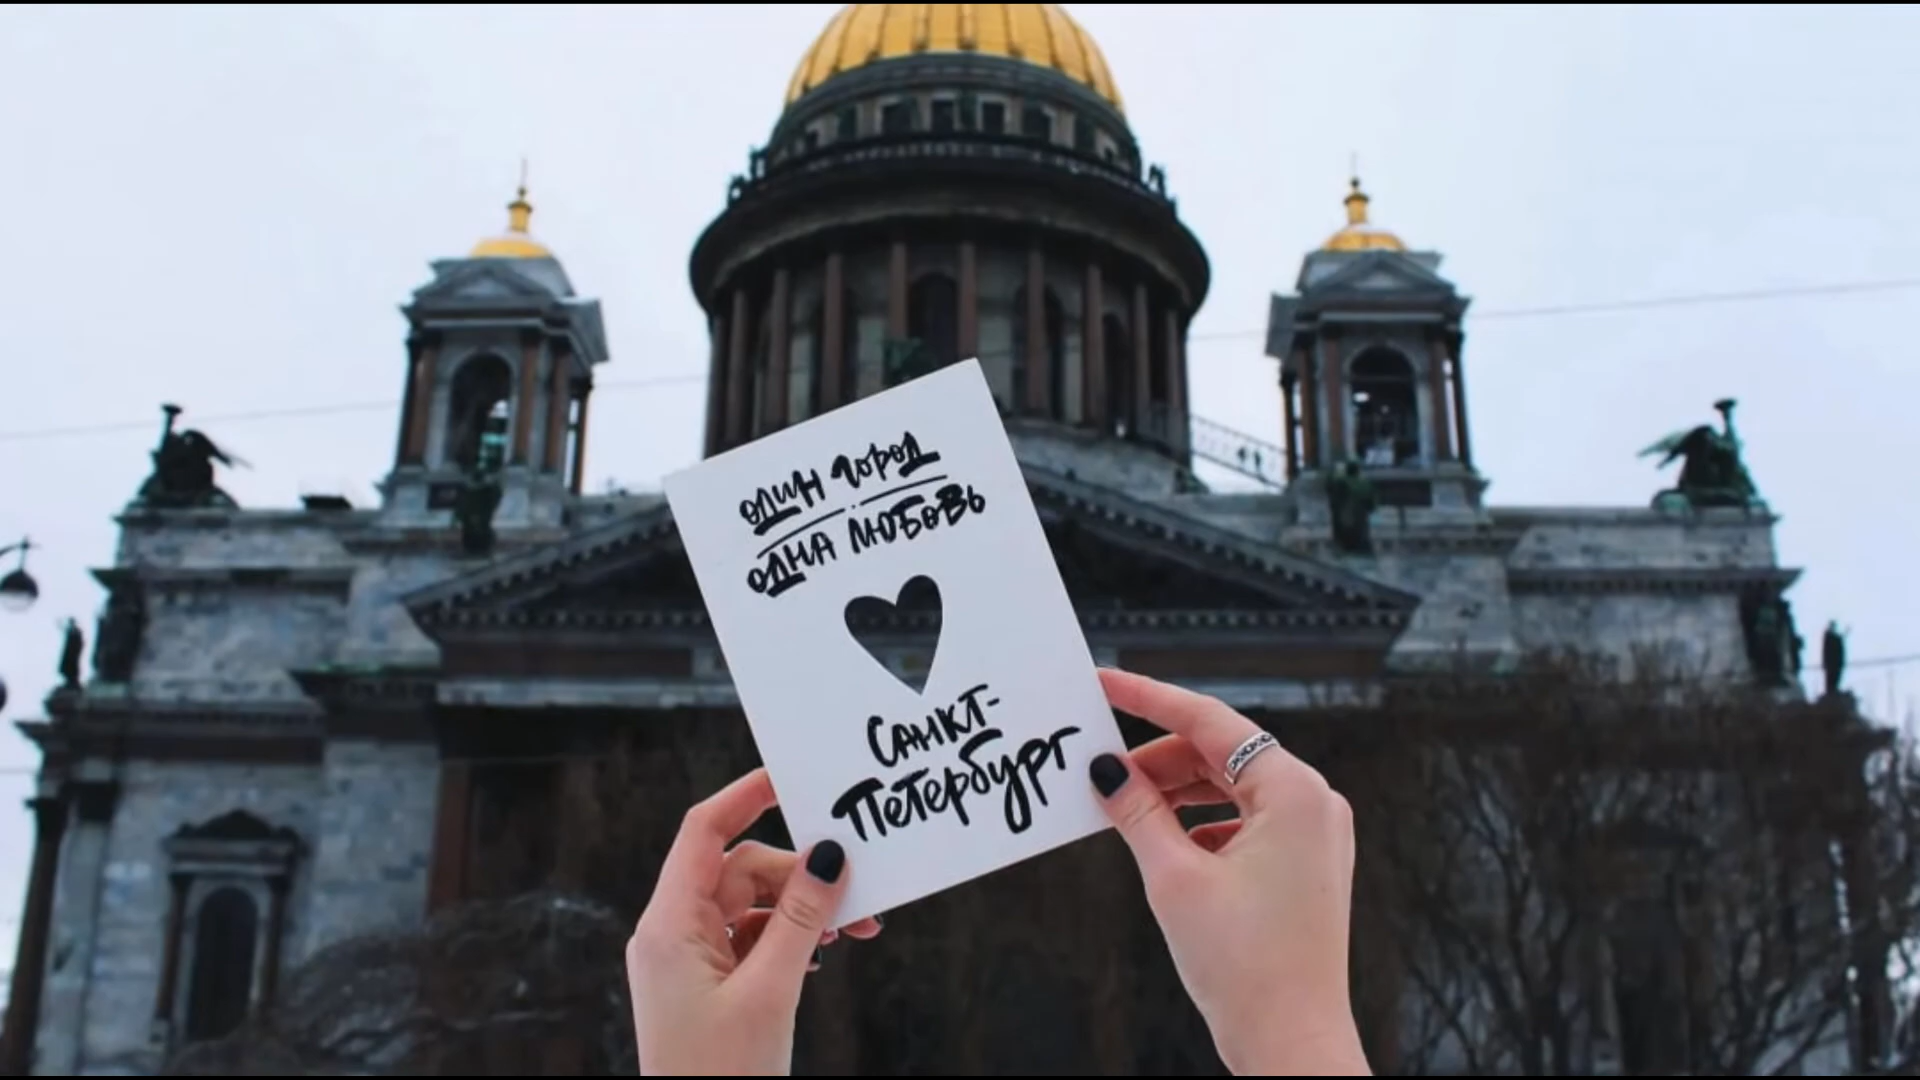 один город
одна любовь
Санкт-
Петербург